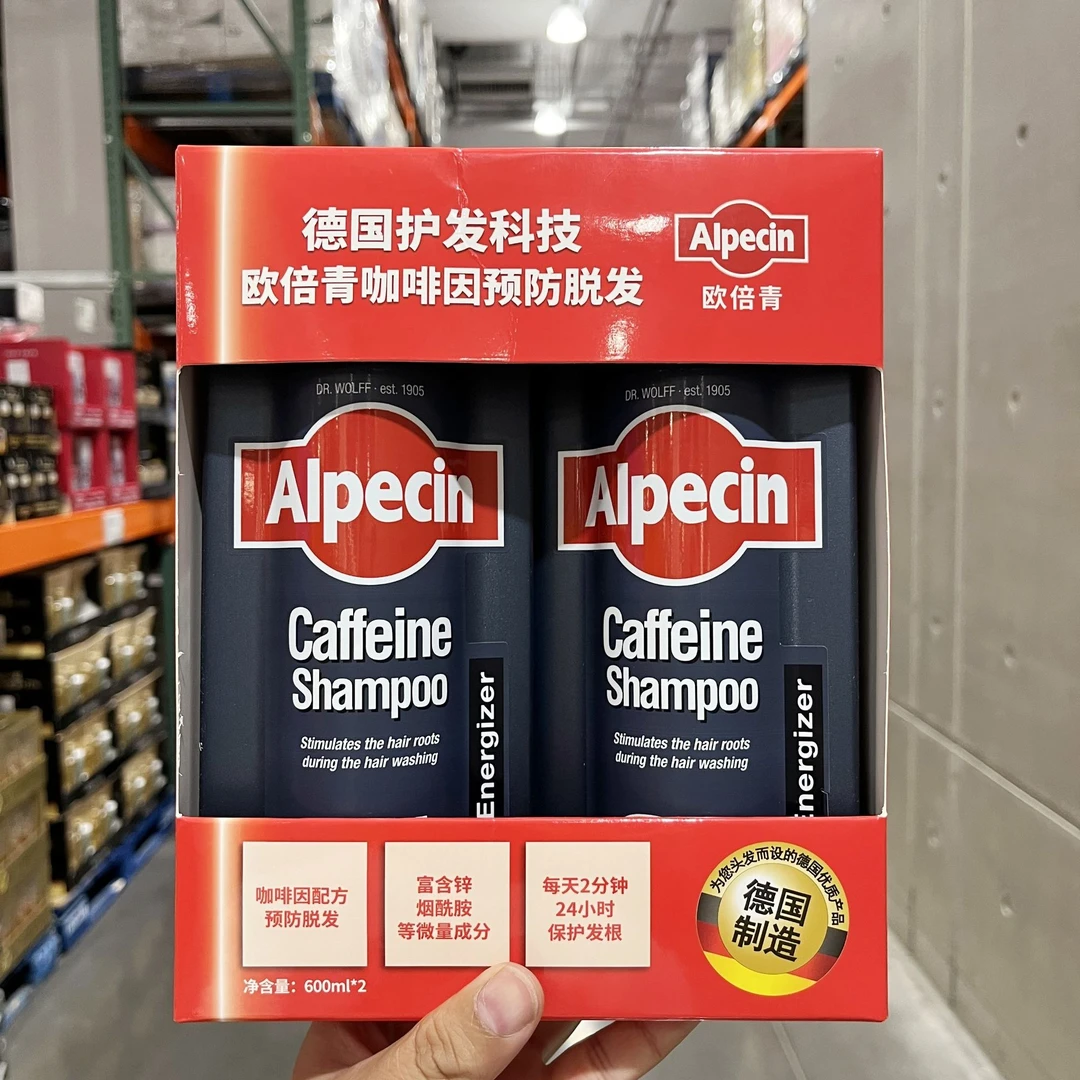 德国护发科技
欧倍青咖啡因预防脱发
Alpecin
欧倍青
DR. WOLFF · est. 1905
Alpecin
Caffeine
Shampoo
Stimulates the hair roots
during the hair washing
Energizer
DR. WOLFF · est. 1905
Alpecin
Caffeine
Shampoo
Stimulates the hair roots
during the hair washing
Energizer
咖啡因配方
预防脱发
富含锌
烟酰胺
等微量成分
每天2分钟
24小时
保护发根
为您头发而设的德国优质产品
德国
制造
净含量：600ml*2